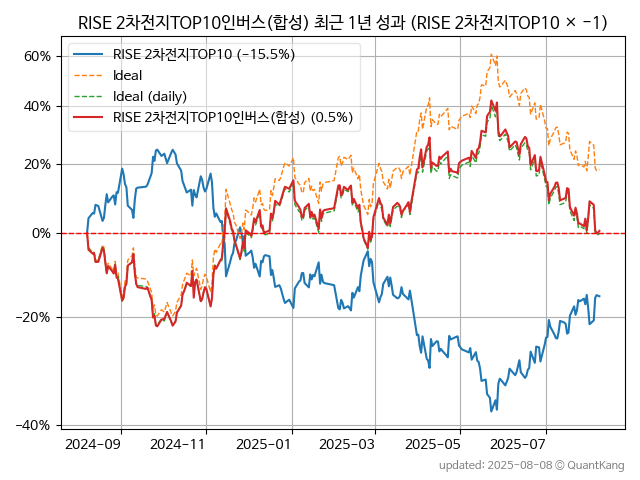 RISE 2차전지TOP10인버스(합성) 최근 1년 성과 (RISE 2차전지TOP10 × −1)
RISE 2차전지TOP10 (−15.5%)
Ideal
Ideal (daily)
RISE 2차전지TOP10인버스(합성) (0.5%)
60%
40%
20%
0%
−20%
−40%
2024-09
2024-11
2025-01
2025-03
2025-05
2025-07
updated: 2025-08-08 © QuantKang